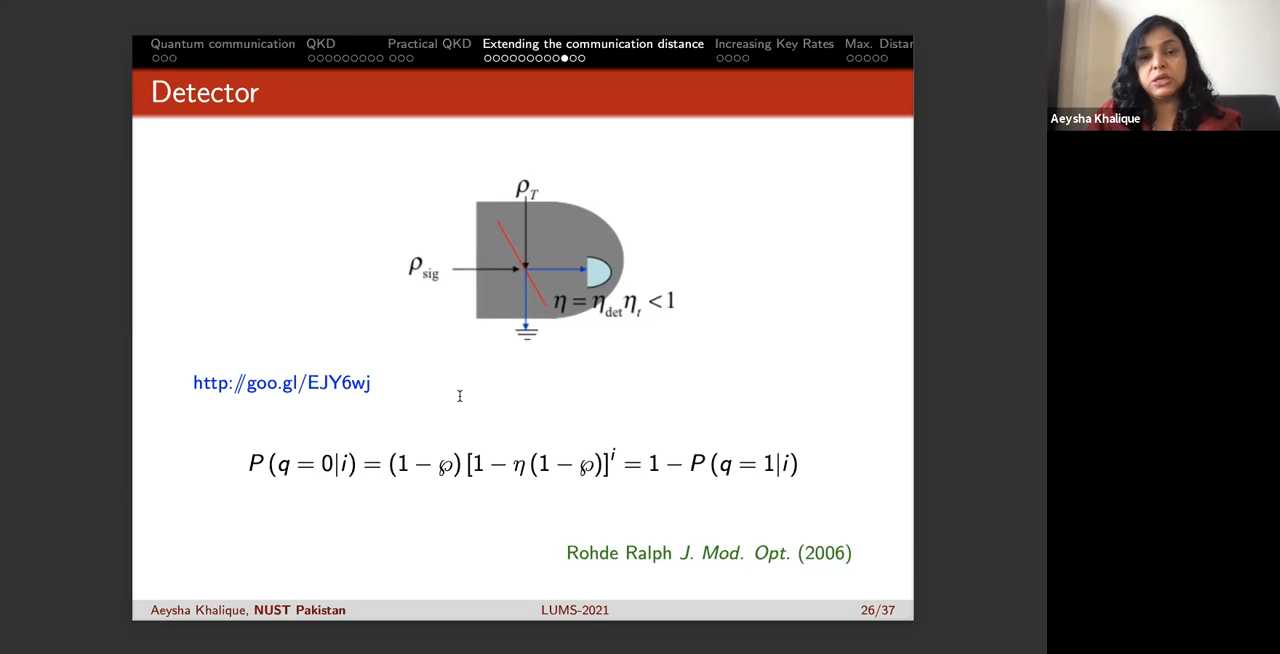 Quantum communication QKD Practical QKD Extending the communication distance Increasing Key Rates Max. Distar
Detector
ρ_T
ρ_sig
η = η_det η_t < 1
http://goo.gl/EJY6wj
P(q = 0|i) = (1 − ℘)[1 − η(1 − ℘)]^i = 1 − P(q = 1|i)
Rohde Ralph J. Mod. Opt. (2006)
Aeysha Khalique, NUST Pakistan LUMS-2021 26/37
Aeysha Khalique